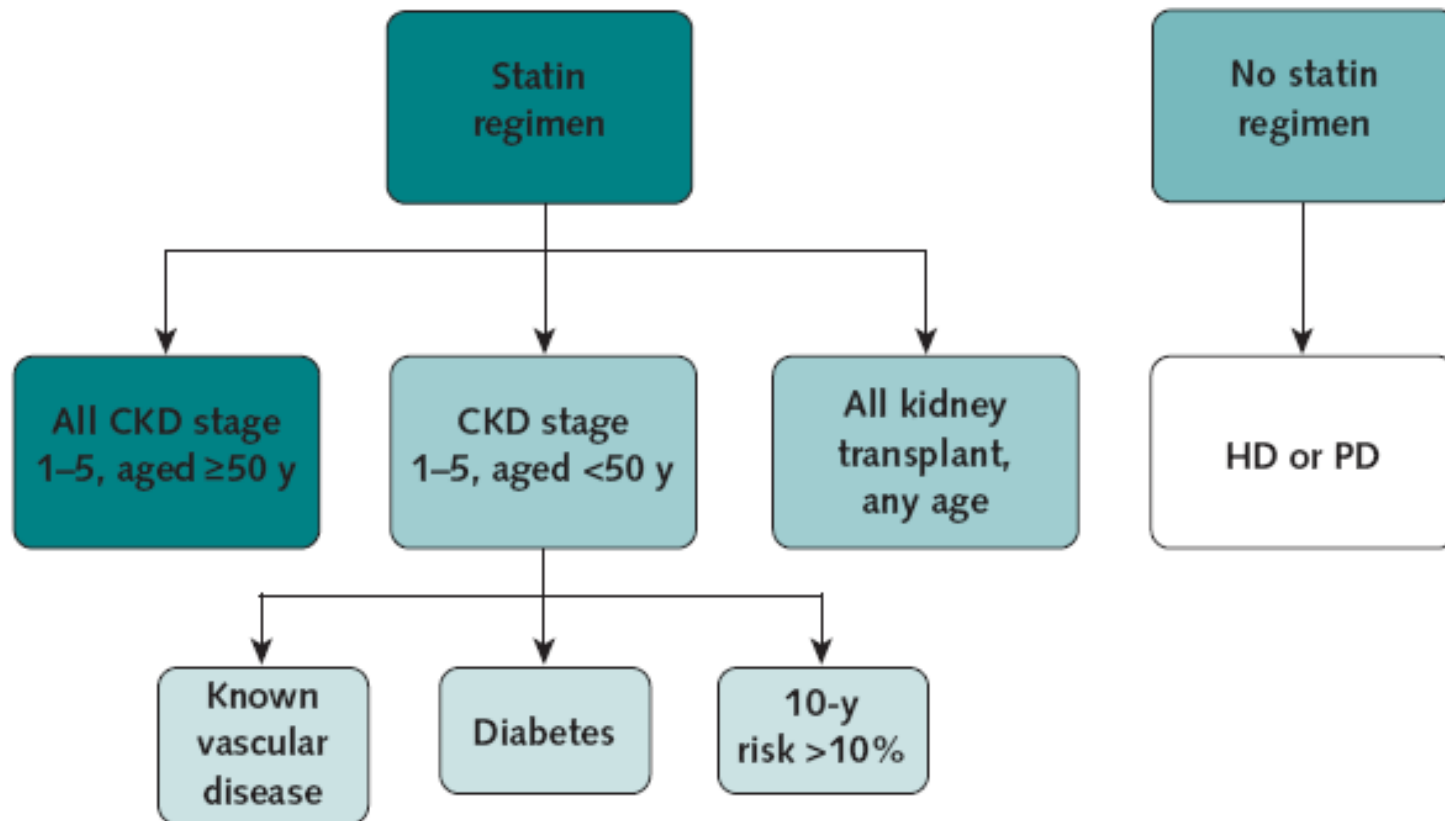 Statin
regimen
No statin
regimen
All CKD stage
1–5, aged ≥50 y
CKD stage
1–5, aged <50 y
All kidney
transplant,
any age
HD or PD
Known
vascular
disease
Diabetes
10-y
risk >10%